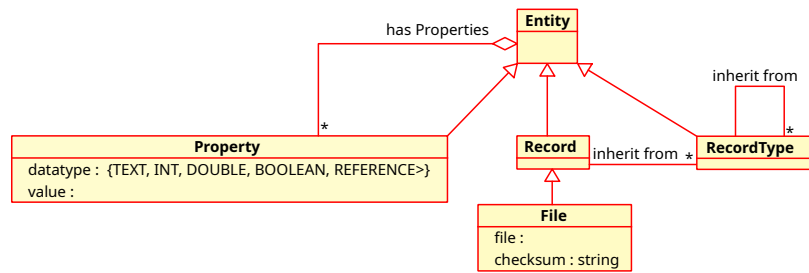 Entity
has Properties
inherit from
*
*
Property
datatype : {TEXT, INT, DOUBLE, BOOLEAN, REFERENCE>}
value :
Record
inherit from
*
RecordType
File
file :
checksum : string